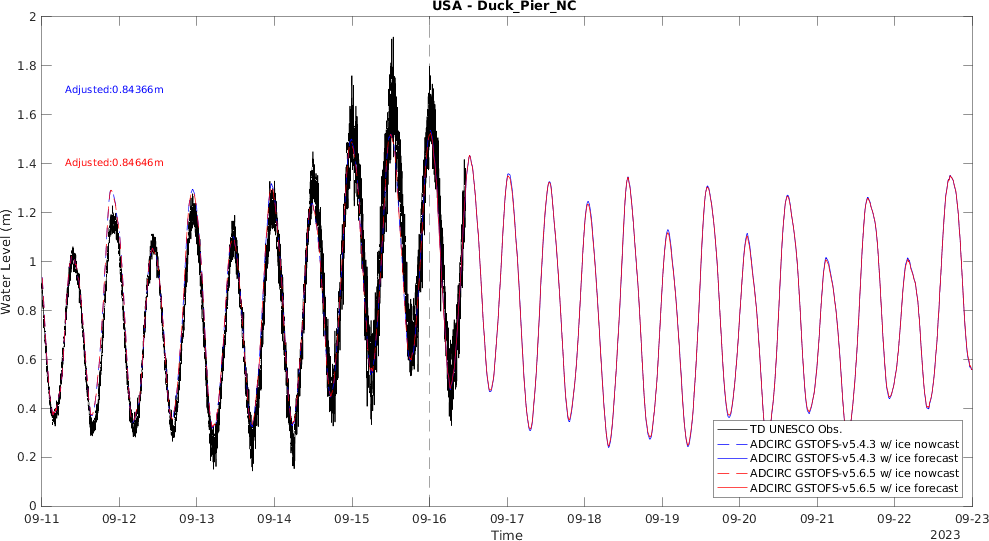 USA - Duck_Pier_NC
2
1.8
1.6
1.4
1.2
1
0.8
0.6
0.4
0.2
0
Water Level (m)
Adjusted:0.84366m
Adjusted:0.84646m
TD UNESCO Obs.
ADCIRC GSTOFS-v5.4.3 w/ ice nowcast
ADCIRC GSTOFS-v5.4.3 w/ ice forecast
ADCIRC GSTOFS-v5.6.5 w/ ice nowcast
ADCIRC GSTOFS-v5.6.5 w/ ice forecast
09-11 09-12 09-13 09-14 09-15 09-16 09-17 09-18 09-19 09-20 09-21 09-22 09-23
Time
2023